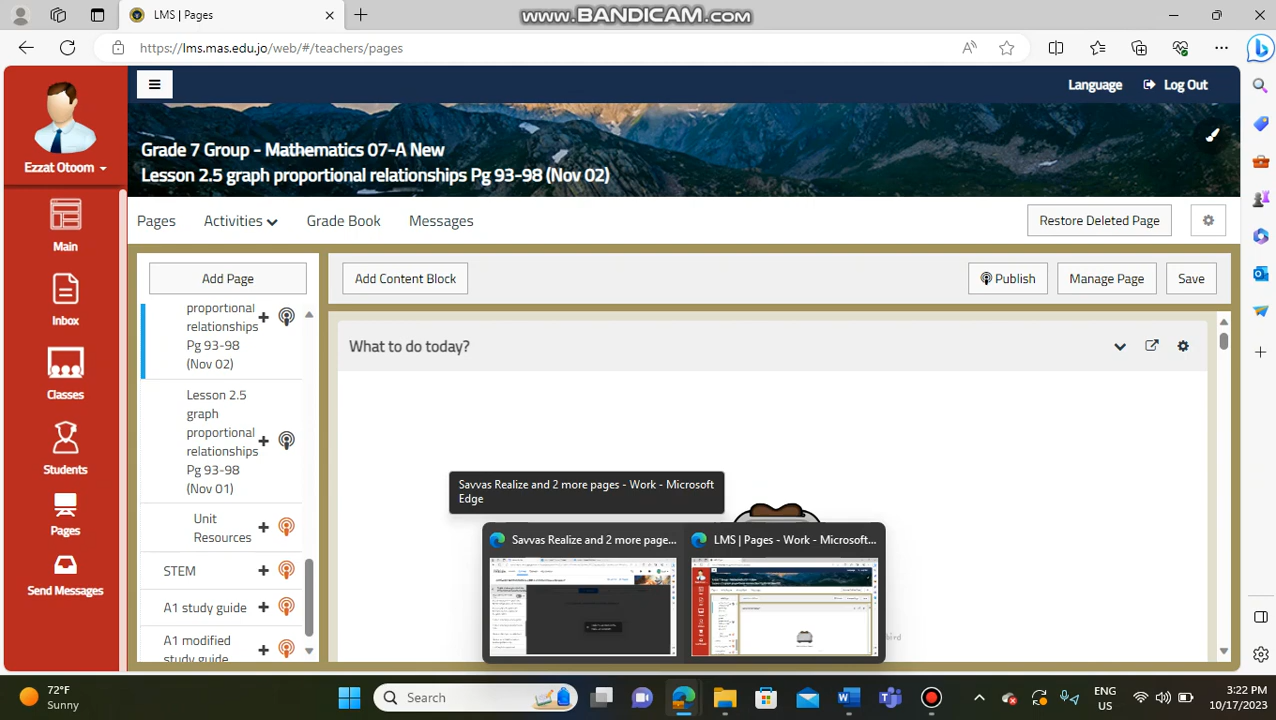 LMS | Pages
www.BANDICAM.com
https://lms.mas.edu.jo/web/#/teachers/pages
Language
Log Out
Ezzat Otoom
Grade 7 Group - Mathematics 07-A New
Lesson 2.5 graph proportional relationships Pg 93-98 (Nov 02)
Main
Inbox
Classes
Students
Pages
Send Messages
Pages
Activities
Grade Book
Messages
Restore Deleted Page
Add Page
Add Content Block
Publish
Manage Page
Save
proportional
relationships
Pg 93-98
(Nov 02)
Lesson 2.5
graph
proportional
relationships
Pg 93-98
(Nov 01)
Unit
Resources
STEM
A1 study guide
A1 modified
study guide
What to do today?
Savvas Realize and 2 more pages - Work - Microsoft
Edge
Savvas Realize and 2 more page...
LMS | Pages - Work - Microsoft...
72°F
Sunny
Search
ENG
US
3:22 PM
10/17/2023